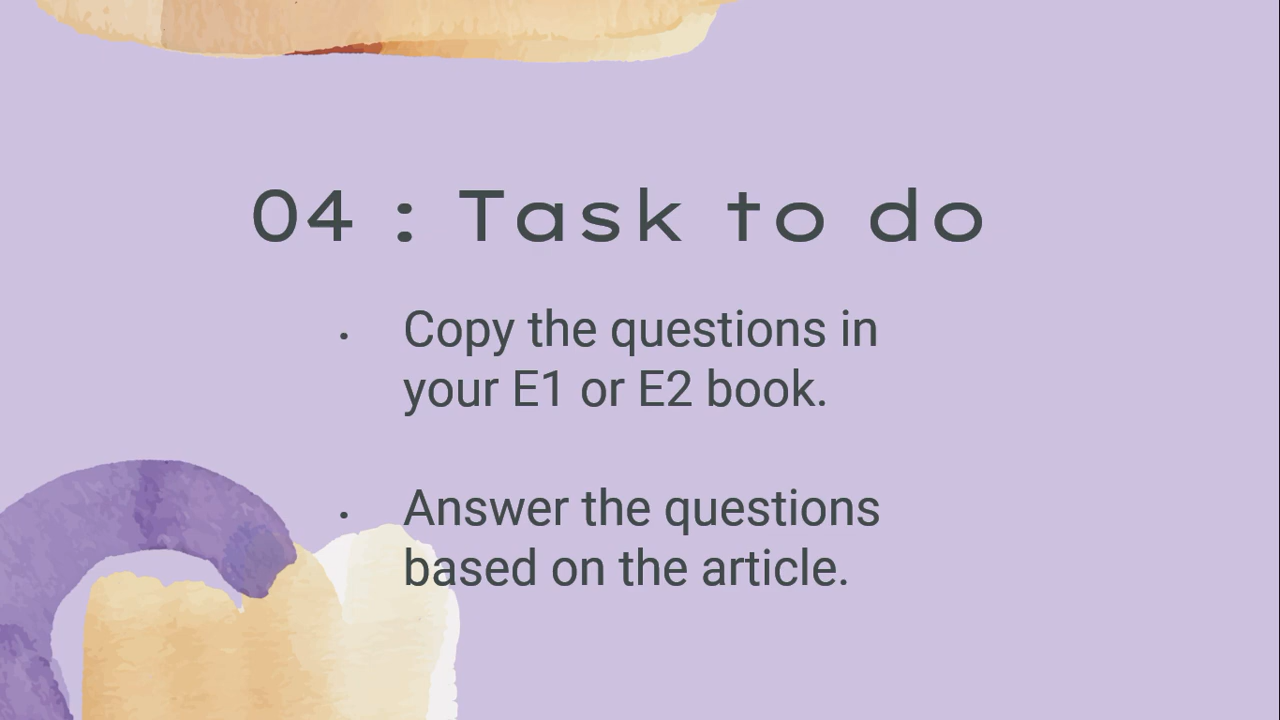 04 : Task to do
• Copy the questions in
your E1 or E2 book.
• Answer the questions
based on the article.